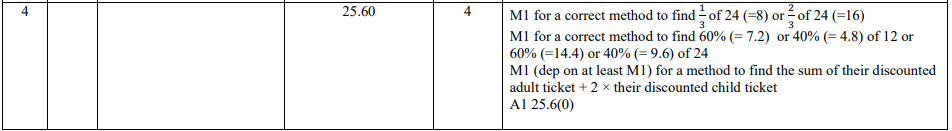 4 25.60 4 M1 for a correct method to find 1/3 of 24 (=8) or 2/3 of 24 (=16)
M1 for a correct method to find 60% (= 7.2) or 40% (= 4.8) of 12 or
60% (=14.4) or 40% (= 9.6) of 24
M1 (dep on at least M1) for a method to find the sum of their discounted
adult ticket + 2 × their discounted child ticket
A1 25.6(0)